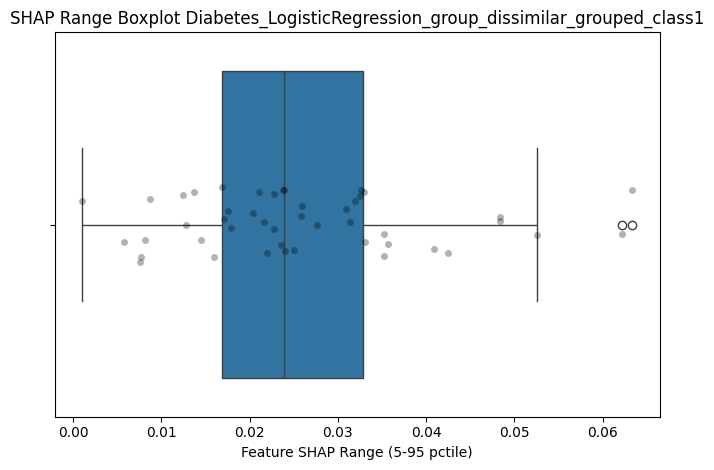 SHAP Range Boxplot Diabetes_LogisticRegression_group_dissimilar_grouped_class1
0.00 0.01 0.02 0.03 0.04 0.05 0.06
Feature SHAP Range (5-95 pctile)